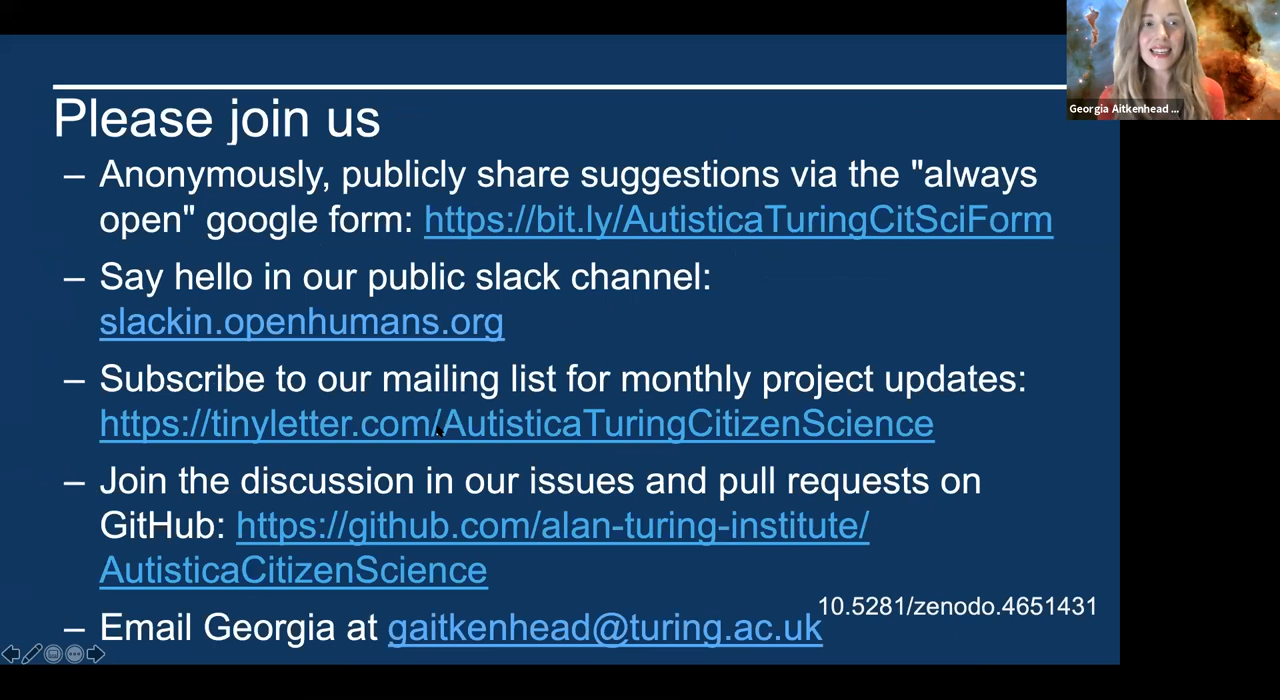 Georgia Aitkenhead ...
Please join us
– Anonymously, publicly share suggestions via the "always
open" google form: https://bit.ly/AutisticaTuringCitSciForm
– Say hello in our public slack channel:
slackin.openhumans.org
– Subscribe to our mailing list for monthly project updates:
https://tinyletter.com/AutisticaTuringCitizenScience
– Join the discussion in our issues and pull requests on
GitHub: https://github.com/alan-turing-institute/
AutisticaCitizenScience
10.5281/zenodo.4651431
– Email Georgia at gaitkenhead@turing.ac.uk